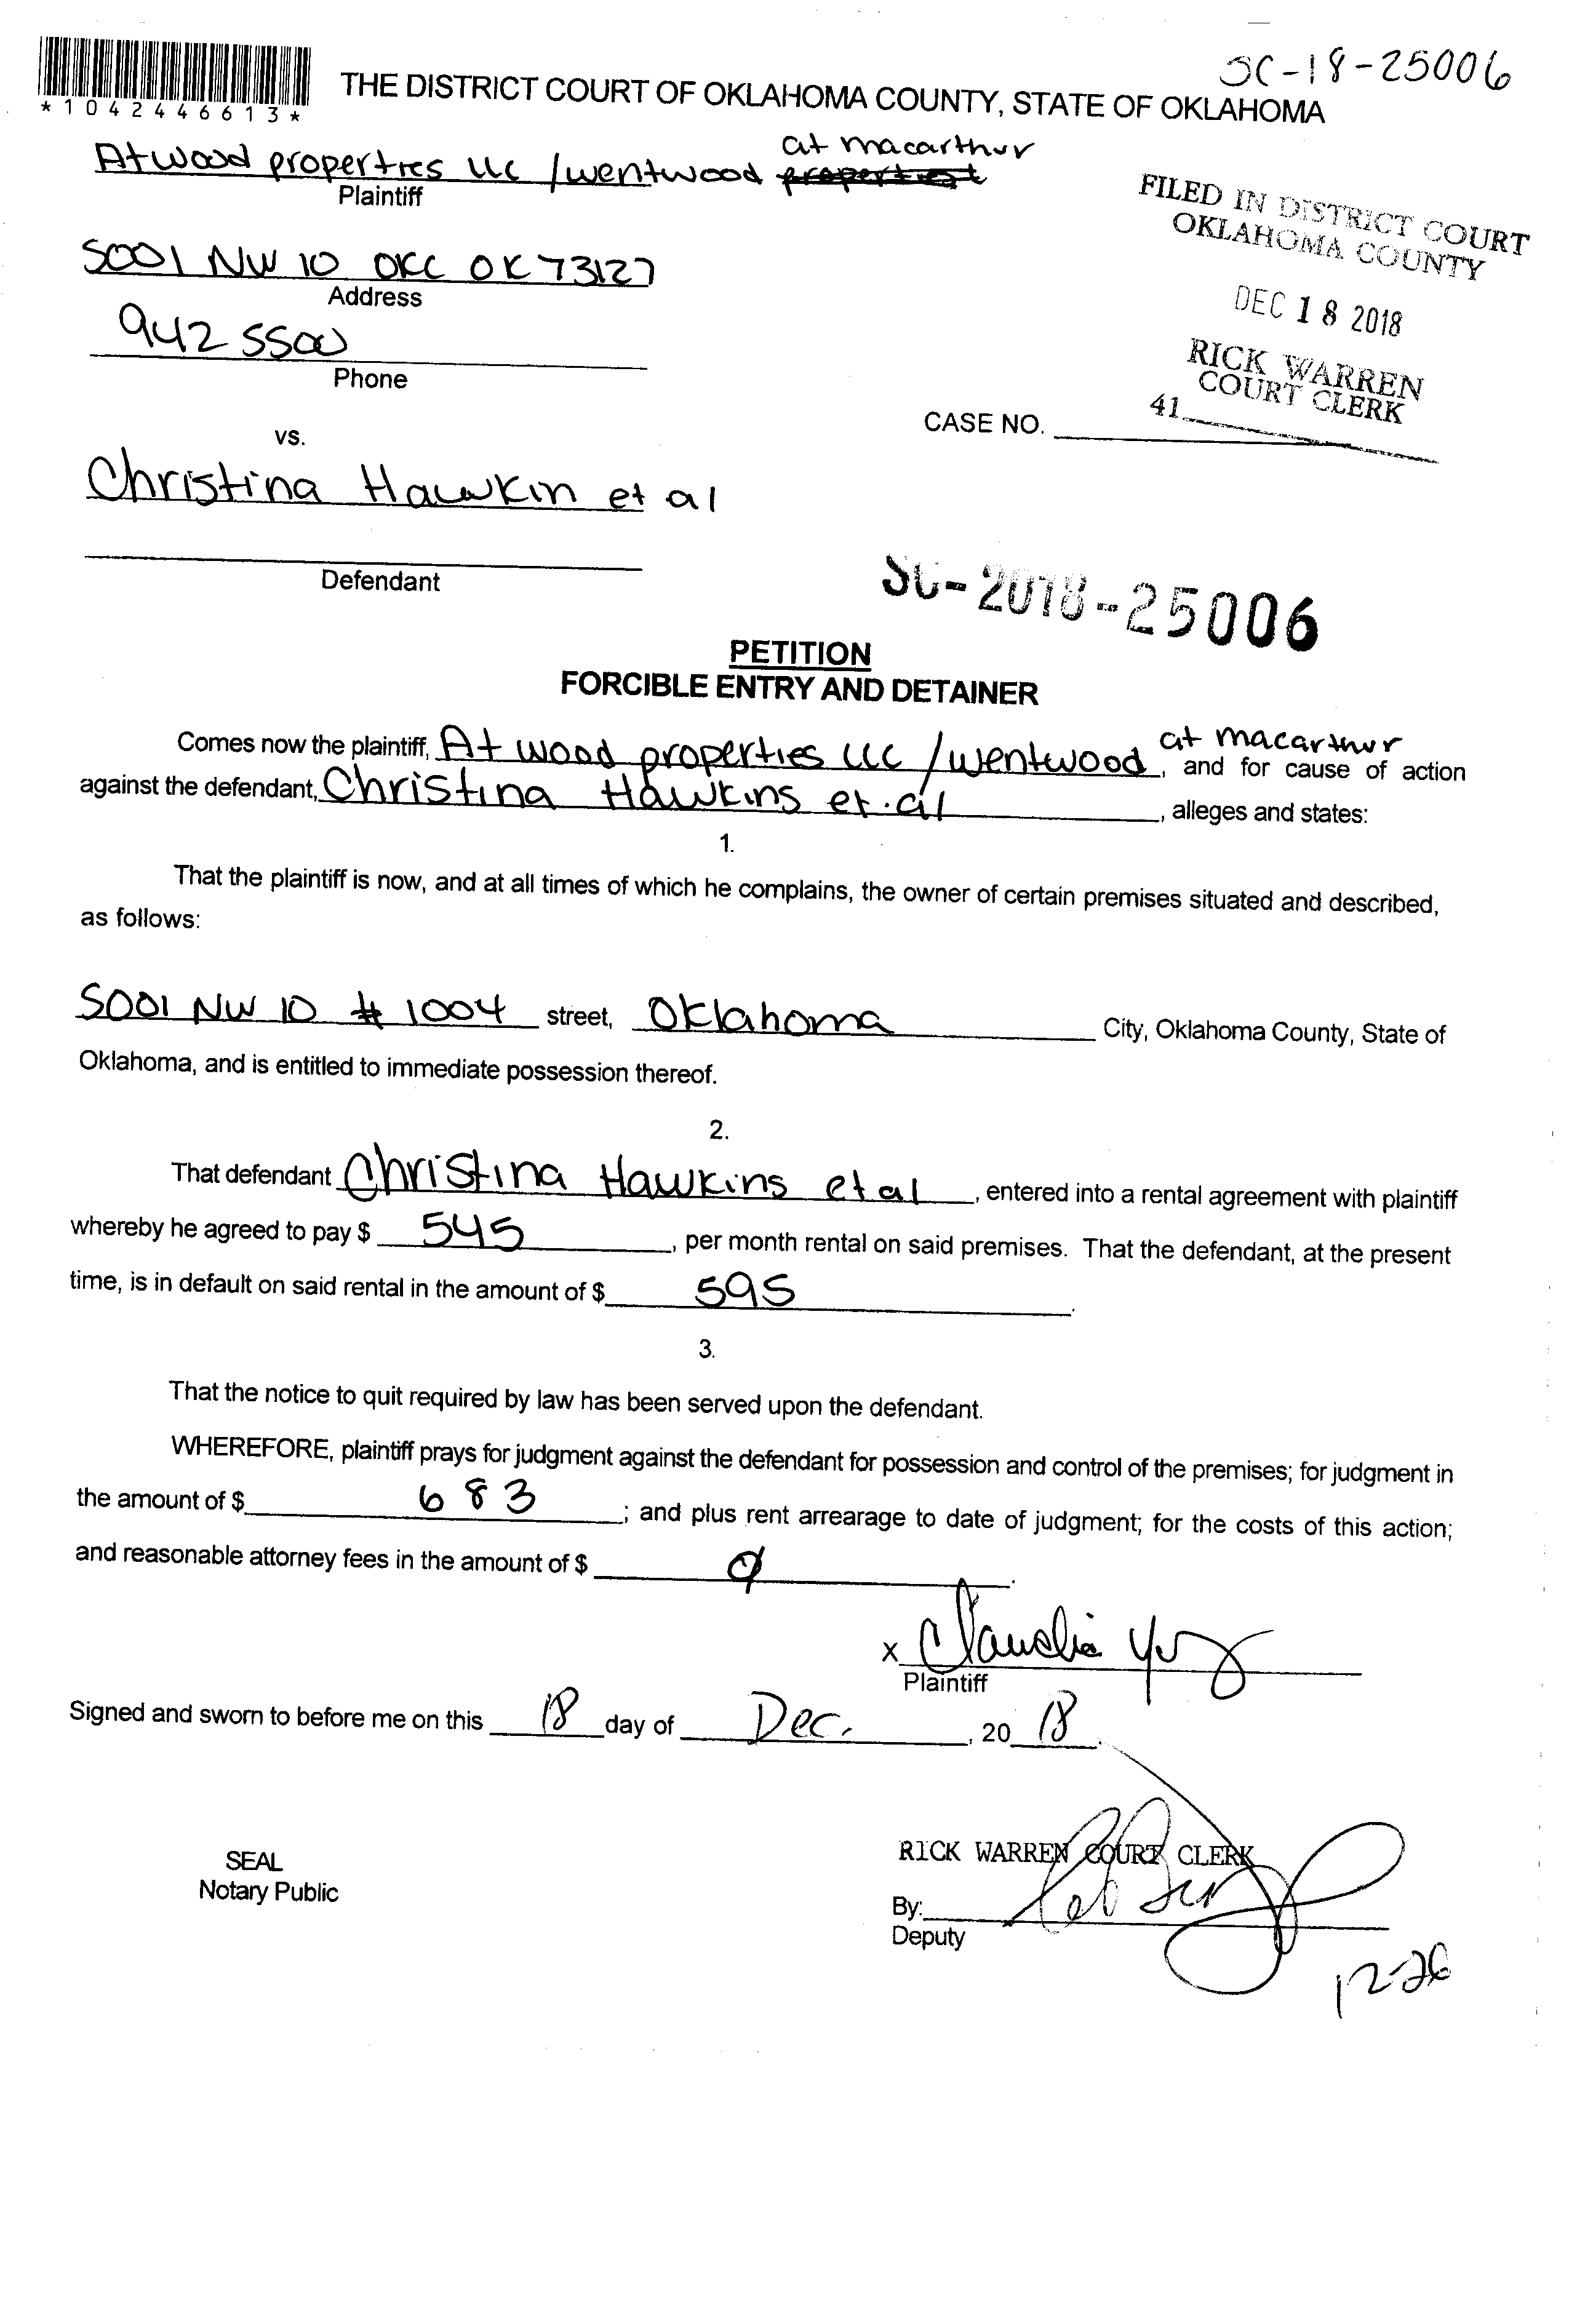 SC-18-25006
*1042446613*
THE DISTRICT COURT OF OKLAHOMA COUNTY, STATE OF OKLAHOMA
at macarthur
Atwood properties llc / wentwood
Plaintiff
FILED IN DISTRICT COURT
OKLAHOMA COUNTY
5001 NW 10 OKC OK 73127
Address
DEC 18 2018
942 5500
Phone
RICK WARREN
COURT CLERK
41
CASE NO.
vs.
Christina Hawkin et al
Defendant
SC-2018-25006
PETITION
FORCIBLE ENTRY AND DETAINER
at macarthur
Comes now the plaintiff, At wood properties llc / wentwood, and for cause of action
against the defendant, Christina Hawkins et.al, alleges and states:
1.
That the plaintiff is now, and at all times of which he complains, the owner of certain premises situated and described,
as follows:
5001 NW 10 # 1004 street, Oklahoma City, Oklahoma County, State of
Oklahoma, and is entitled to immediate possession thereof.
2.
That defendant Christina Hawkins et al, entered into a rental agreement with plaintiff
whereby he agreed to pay $ 545, per month rental on said premises. That the defendant, at the present
time, is in default on said rental in the amount of $ 595.
3.
That the notice to quit required by law has been served upon the defendant.
WHEREFORE, plaintiff prays for judgment against the defendant for possession and control of the premises; for judgment in
the amount of $ 683; and plus rent arrearage to date of judgment; for the costs of this action;
and reasonable attorney fees in the amount of $ 0.
x Claudia
Plaintiff
Signed and sworn to before me on this 18 day of Dec., 20 18.
RICK WARREN COURT CLERK
SEAL
Notary Public
By:
Deputy
12-26